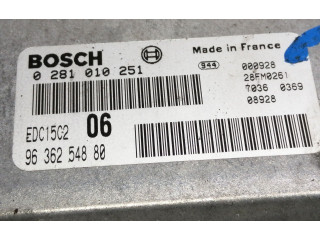 BOSCH
Made in France
0 281 010 251
S44
000928
28FM0261
7036 0369
08928
EDC15C2 06
96 362 548 80